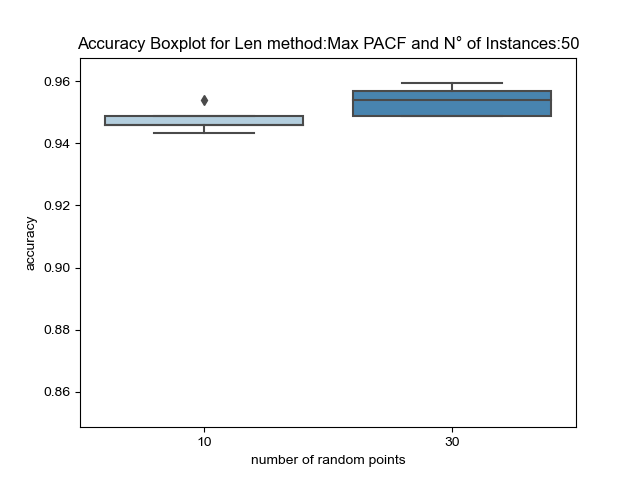 Accuracy Boxplot for Len method:Max PACF and N° of Instances:50
0.96
0.94
0.92
0.90
0.88
0.86
accuracy
10 30
number of random points